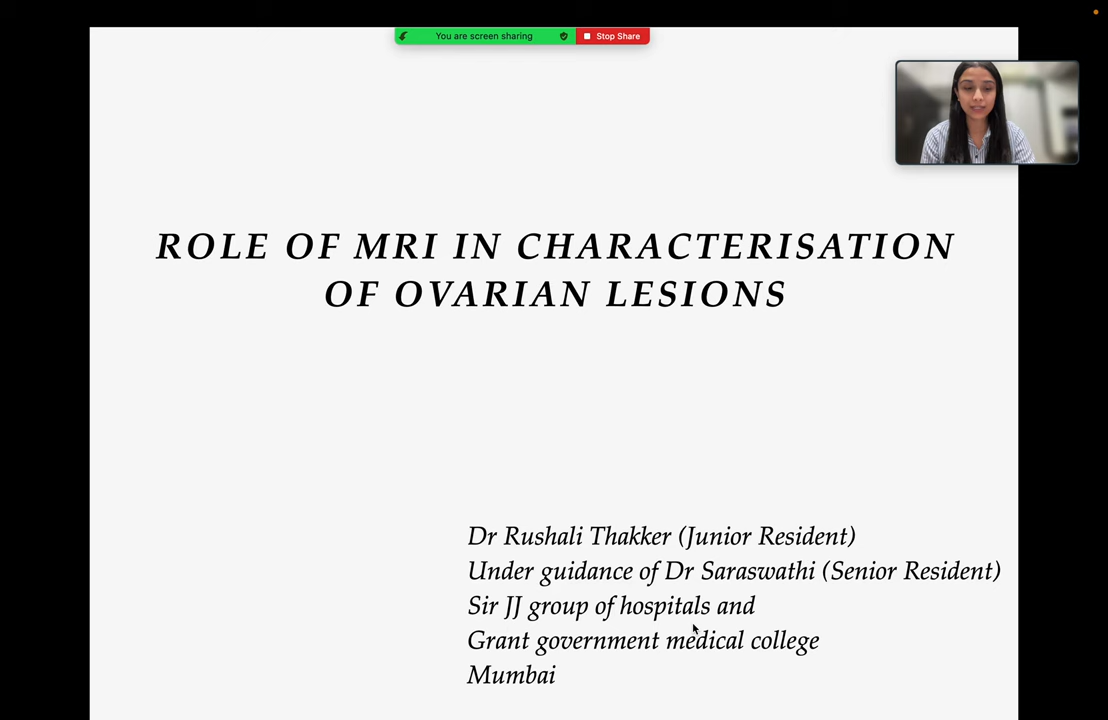 You are screen sharing
Stop Share
ROLE OF MRI IN CHARACTERISATION
OF OVARIAN LESIONS
Dr Rushali Thakker (Junior Resident)
Under guidance of Dr Saraswathi (Senior Resident)
Sir JJ group of hospitals and
Grant government medical college
Mumbai